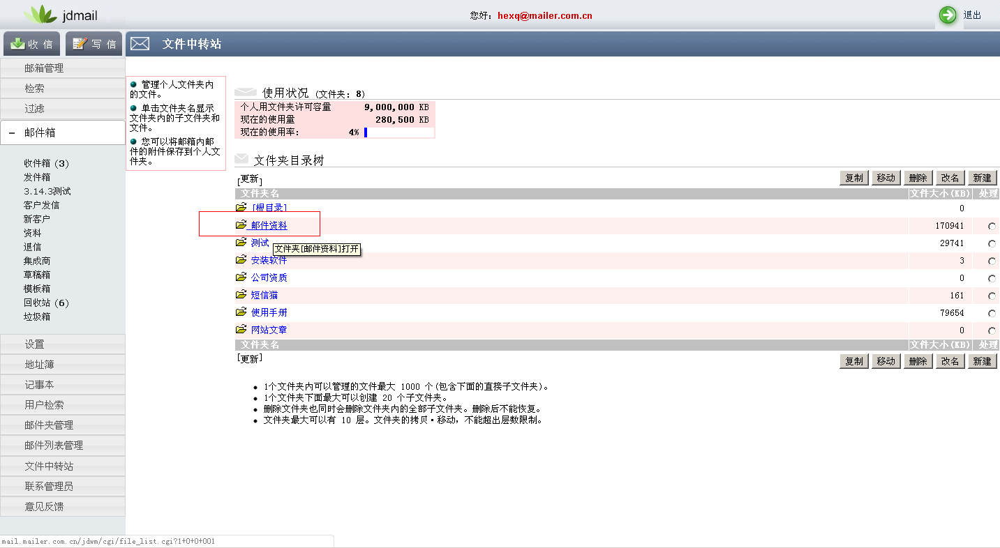 jdmail
您好: hexq@mailer.com.cn
退出
收 信
写 信
文件中转站
邮箱管理
检索
过滤
邮件箱
收件箱 (3)
发件箱
3.14.3测试
客户发信
新客户
资料
退信
集成商
草稿箱
模板箱
回收站 (6)
垃圾箱
设置
地址簿
记事本
用户检索
邮件夹管理
邮件列表管理
文件中转站
联系管理员
意见反馈
管理个人文件夹内
的文件。
单击文件夹名显示
文件夹内的子文件夹和
文件。
您可以将邮箱内邮
件的附件保存到个人文
件夹。
使用状况 (文件夹: 8)
个人用文件夹许可容量 9,000,000 KB
现在的使用量 280,500 KB
现在的使用率: 4%
文件夹目录树
[更新] 复制 移动 删除 改名 新建
文件夹名 文件大小(KB) 处理
[根目录] 0
邮件资料 170941
测试 29741
文件夹[邮件资料]打开
安装软件 3
公司资质 0
短信猫 161
使用手册 79654
网站文章 0
文件夹名 文件大小(KB) 处理
[更新] 复制 移动 删除 改名 新建
1个文件夹内可以管理的文件最大 1000 个(包含下面的直接子文件夹)。
1个文件夹下面最大可以创建 20 个子文件夹。
删除文件夹也同时会删除文件夹内的全部子文件夹。删除后不能恢复。
文件夹最大可以有 10 层。文件夹的拷贝·移动,不能超出层数限制。
mail.mailer.com.cn/jdwm/cgi/file_list.cgi?1+0+0+001